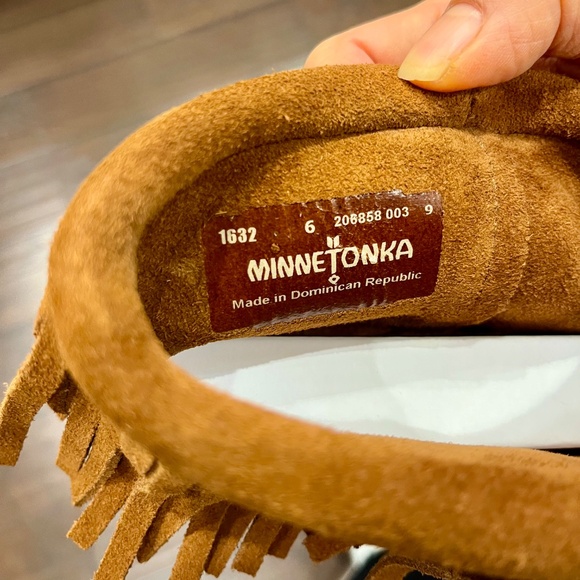 1632 6 206858 003 9
MINNETONKA
Made in Dominican Republic